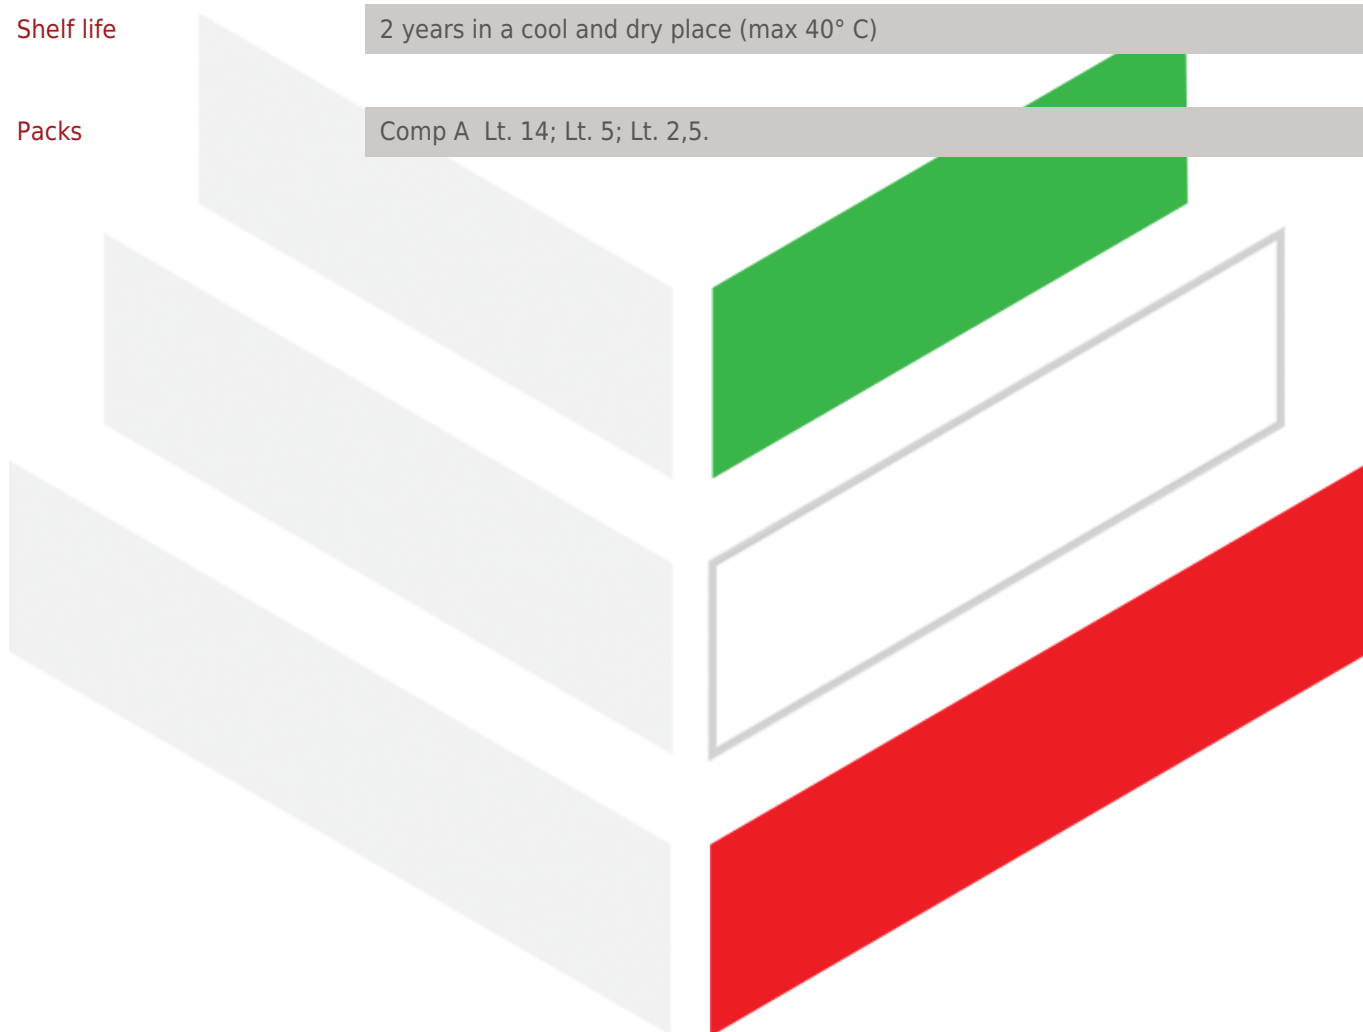 Shelf life 2 years in a cool and dry place (max 40° C)
Packs Comp A  Lt. 14; Lt. 5; Lt. 2,5.